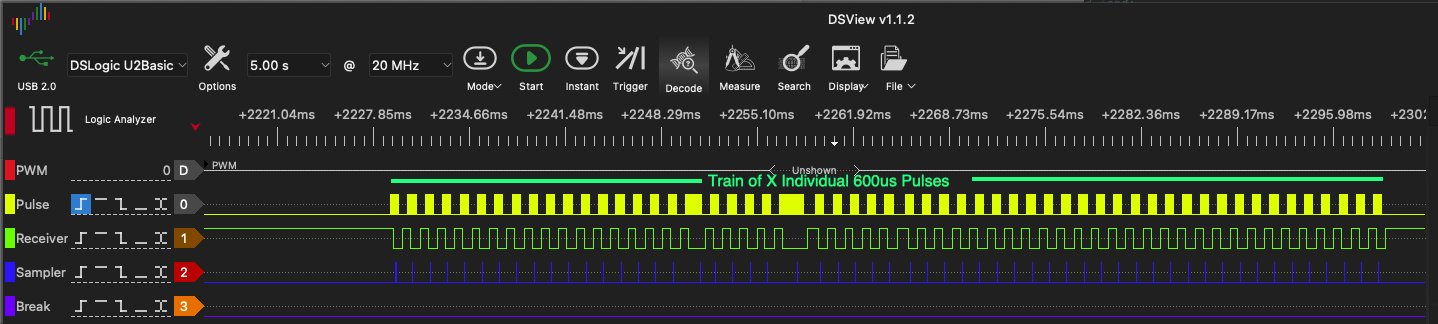 DSView v1.1.2
DSLogic U2Basic 5.00 s @ 20 MHz
USB 2.0 Options Mode Start Instant Trigger Decode Measure Search Display File
Logic Analyzer +2221.04ms +2227.85ms +2234.66ms +2241.48ms +2248.29ms +2255.10ms +2261.92ms +2268.73ms +2275.54ms +2282.36ms +2289.17ms +2295.98ms +2302
PWM 0 D PWM Unshown
Train of X Individual 600us Pulses
Pulse 0
Receiver 1
Sampler 2
Break 3